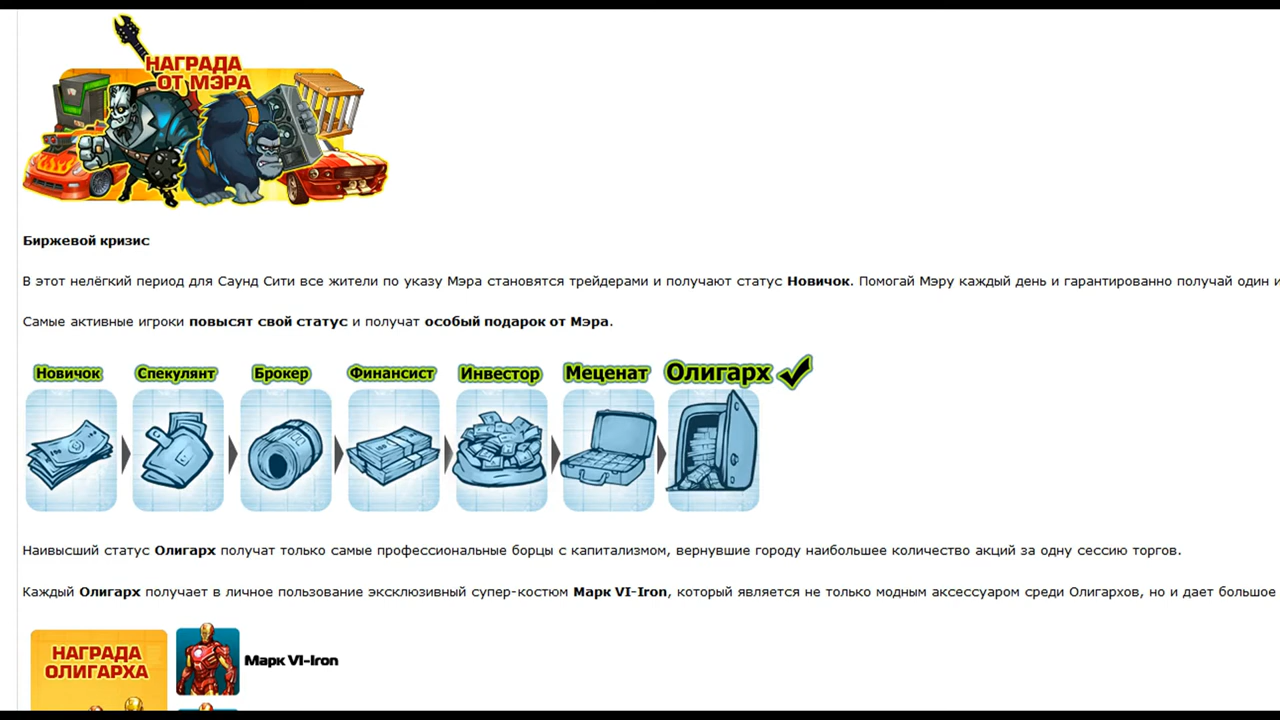 НАГРАДА
ОТ МЭРА
Биржевой кризис
В этот нелёгкий период для Саунд Сити все жители по указу Мэра становятся трейдерами и получают статус Новичок. Помогай Мэру каждый день и гарантированно получай один и
Самые активные игроки повысят свой статус и получат особый подарок от Мэра.
Новичок Спекулянт Брокер Финансист Инвестор Меценат Олигарх
Наивысший статус Олигарх получат только самые профессиональные борцы с капитализмом, вернувшие городу наибольшее количество акций за одну сессию торгов.
Каждый Олигарх получает в личное пользование эксклюзивный супер-костюм Марк VI-Iron, который является не только модным аксессуаром среди Олигархов, но и дает большое
НАГРАДА
ОЛИГАРХА
Марк VI-Iron